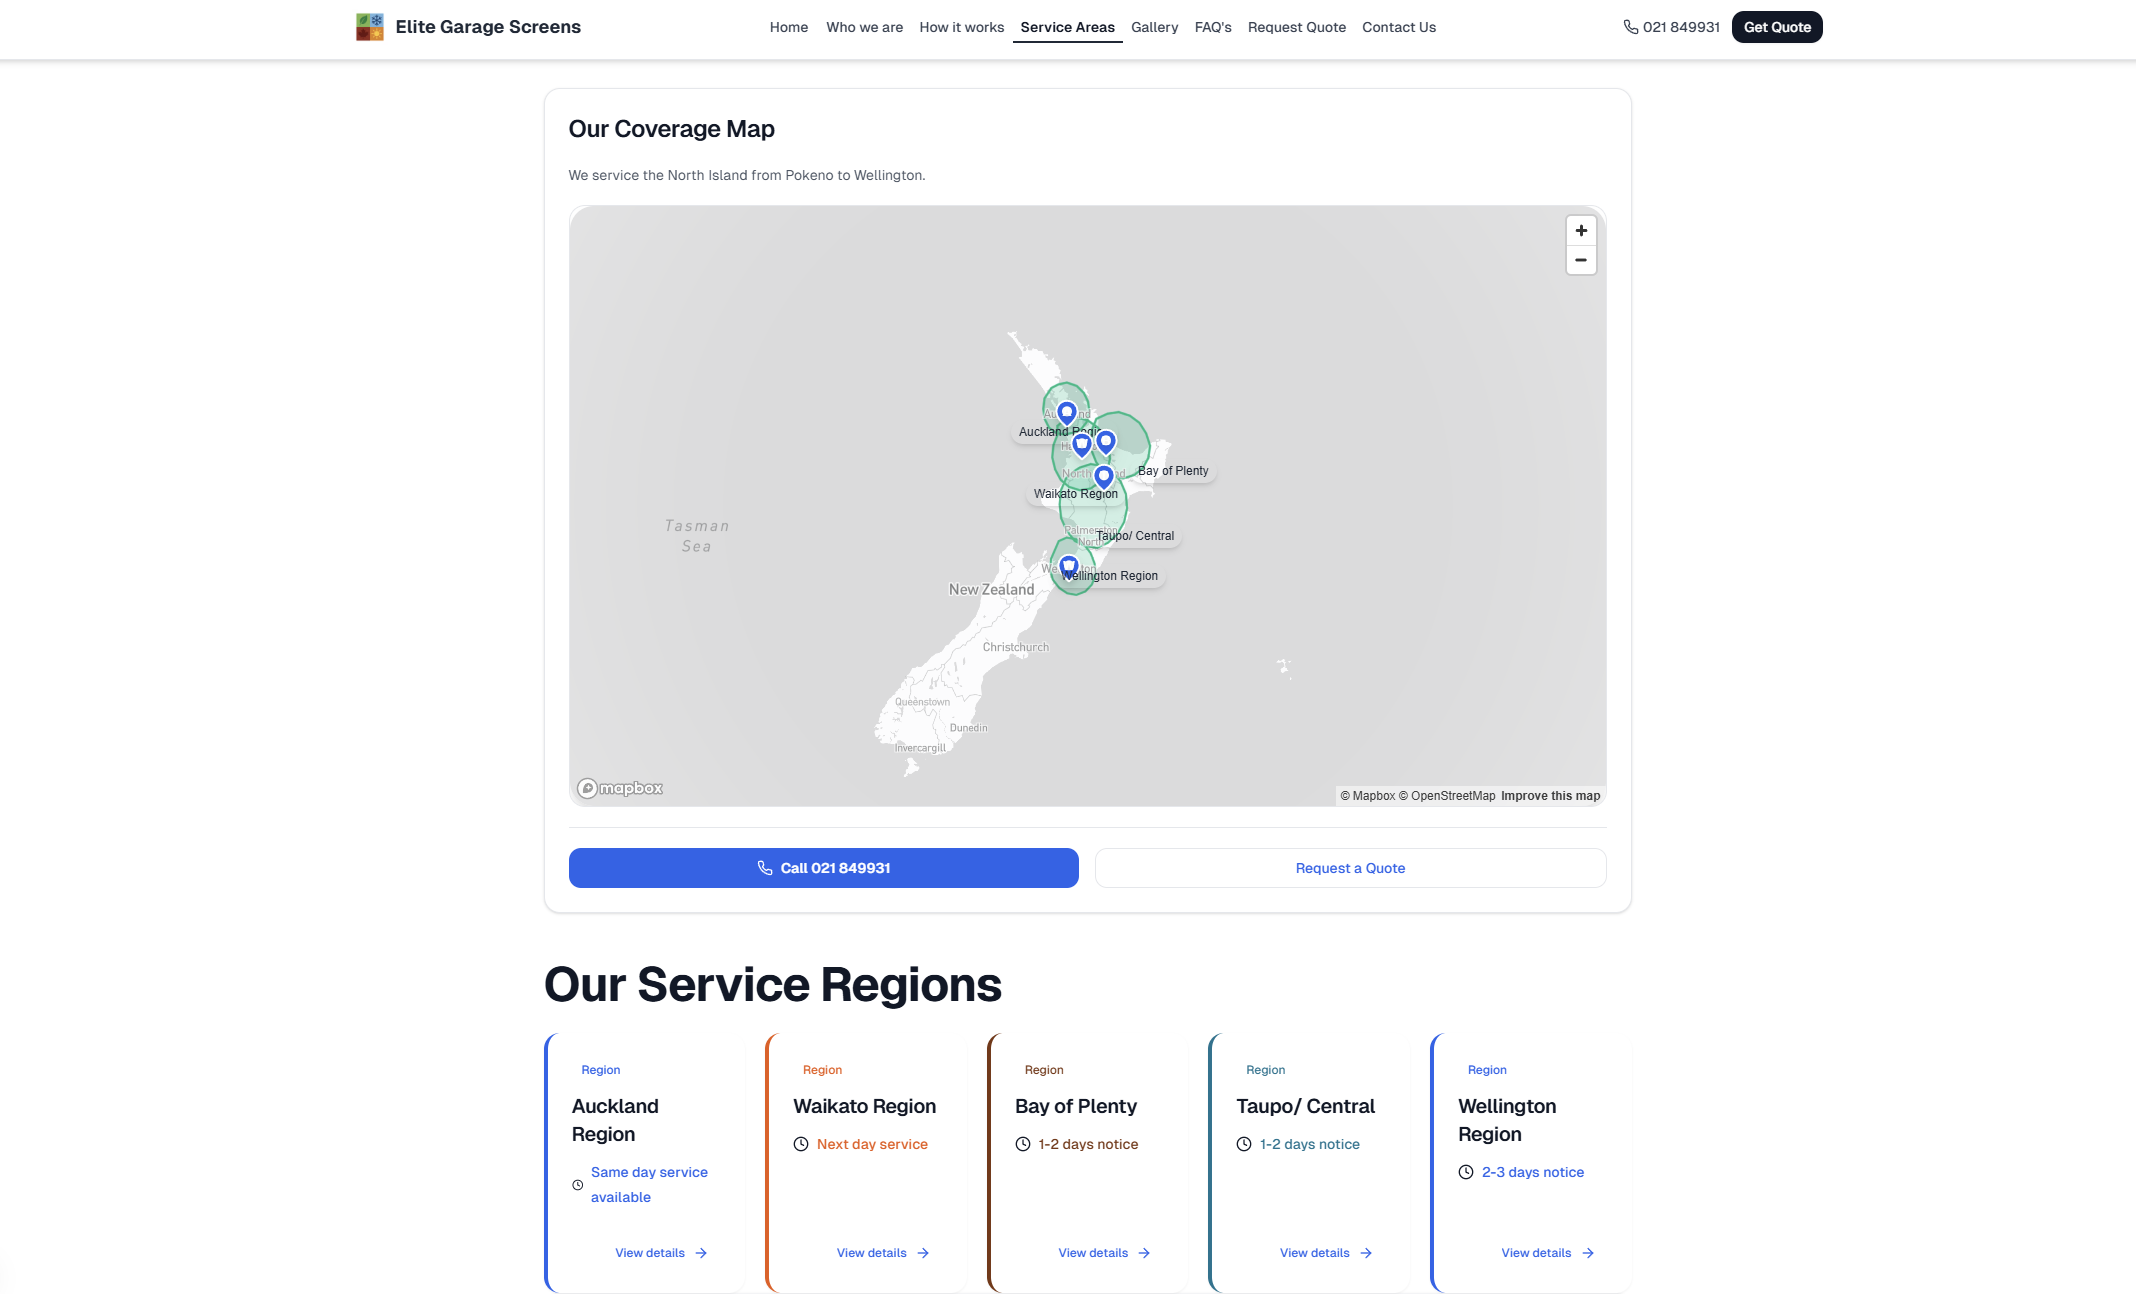 Elite Garage Screens
Home
Who we are
How it works
Service Areas
Gallery
FAQ's
Request Quote
Contact Us
021 849931
Get Quote
Our Coverage Map
We service the North Island from Pokeno to Wellington.
+
−
Auckland Region
Bay of Plenty
Waikato Region
Palmerston
North
Taupo/ Central
Wellington Region
Tasman
Sea
New Zealand
Christchurch
Queenstown
Dunedin
Invercargill
mapbox
© Mapbox © OpenStreetMap Improve this map
Call 021 849931
Request a Quote
Our Service Regions
Region
Auckland
Region
Same day service
available
View details
Region
Waikato Region
Next day service
View details
Region
Bay of Plenty
1-2 days notice
View details
Region
Taupo/ Central
1-2 days notice
View details
Region
Wellington
Region
2-3 days notice
View details